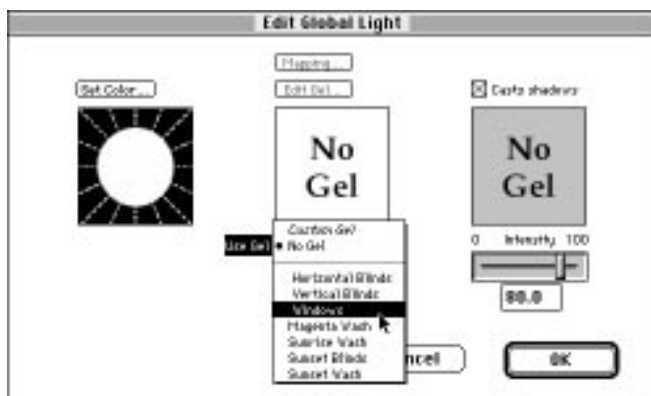 Edit Global Light
Mapping...
Set Color...
Edit Gel...
Casts shadows
No
Gel
No
Gel
Custom Gel
Use Gel
No Gel
0 Intensity 100
Horizontal Blinds
Vertical Blinds
Windows
80.0
Magenta Wash
Sunrise Wash
Sunset Blinds
Sunset Wash
ncel
OK